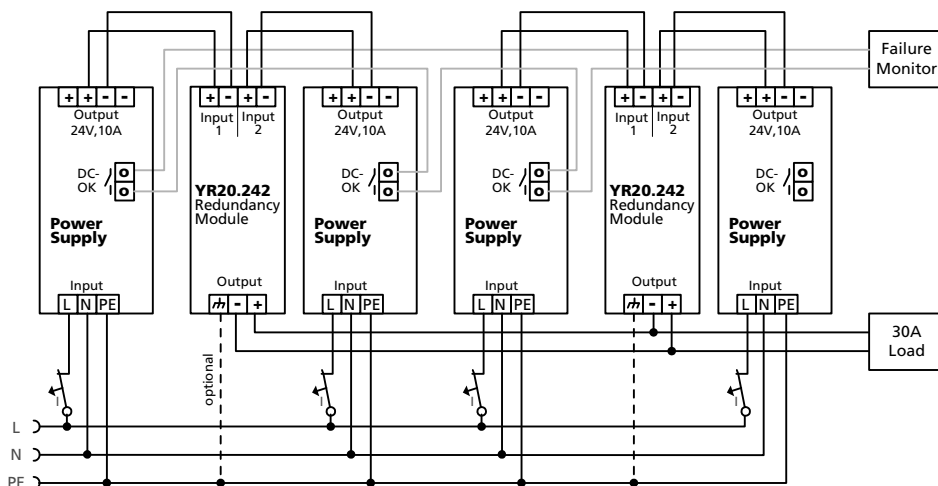 Failure
Monitor
+ + - -
Output
24V,10A
DC-
OK
Power
Supply
Input
L N PE
+ - + -
Input
1
Input
2
YR20.242
Redundancy
Module
Output
- +
optional
+ + - -
Output
24V,10A
DC-
OK
Power
Supply
Input
L N PE
+ + - -
Output
24V,10A
DC-
OK
Power
Supply
Input
L N PE
+ - + -
Input
1
Input
2
YR20.242
Redundancy
Module
Output
- +
+ + - -
Output
24V,10A
DC-
OK
Power
Supply
Input
L N PE
30A
Load
I
I
I
I
L
N
PE